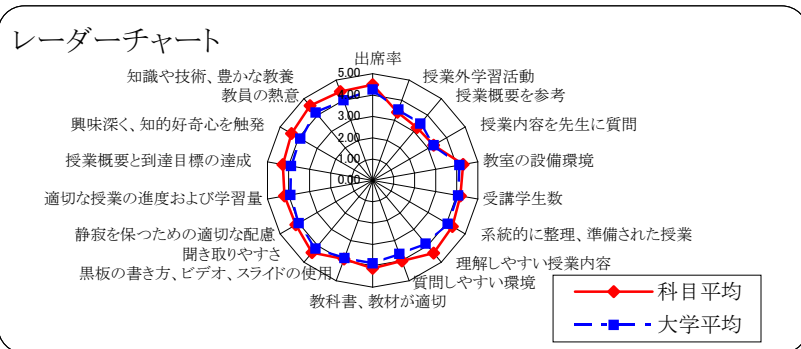 レーダーチャート
出席率
授業外学習活動
授業概要を参考
授業内容を先生に質問
教室の設備環境
受講学生数
系統的に整理、準備された授業
理解しやすい授業内容
質問しやすい環境
教科書、教材が適切
黒板の書き方、ビデオ、スライドの使用
聞き取りやすさ
静寂を保つための適切な配慮
適切な授業の進度および学習量
授業概要と到達目標の達成
興味深く、知的好奇心を触発
教員の熱意
知識や技術、豊かな教養
5.00
4.00
3.00
2.00
1.00
0.00
科目平均
大学平均